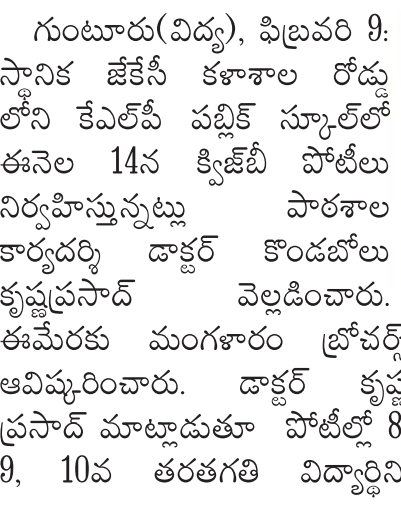 గుంటూరు(విద్య), ఫిబ్రవరి 9:
స్థానిక జేకేసీ కళాశాల రోడ్డు
లోని కేఎల్‌పీ పబ్లిక్ స్కూల్‌లో
ఈనెల 14న క్విజ్‌బీ పోటీలు
నిర్వహిస్తున్నట్లు పాఠశాల
కార్యదర్శి డాక్టర్ కొండబోలు
కృష్ణప్రసాద్ వెల్లడించారు.
ఈమేరకు మంగళారం బ్రోచర్స్
ఆవిష్కరించారు. డాక్టర్ కృష్ణ
ప్రసాద్ మాట్లాడుతూ పోటీల్లో 8
9, 10వ తరతగతి విద్యార్థిని